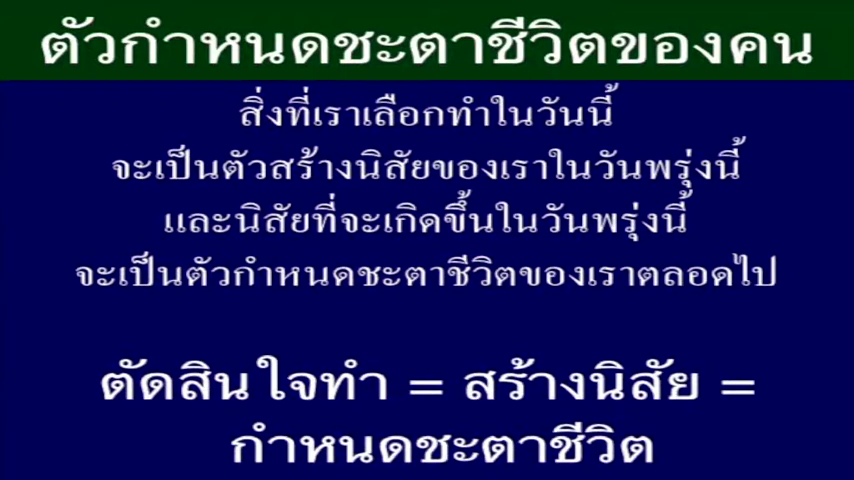 ตัวกำหนดชะตาชีวิตของคน
สิ่งที่เราเลือกทำในวันนี้
จะเป็นตัวสร้างนิสัยของเราในวันพรุ่งนี้
และนิสัยที่จะเกิดขึ้นในวันพรุ่งนี้
จะเป็นตัวกำหนดชะตาชีวิตของเราตลอดไป
ตัดสินใจทำ = สร้างนิสัย =
กำหนดชะตาชีวิต